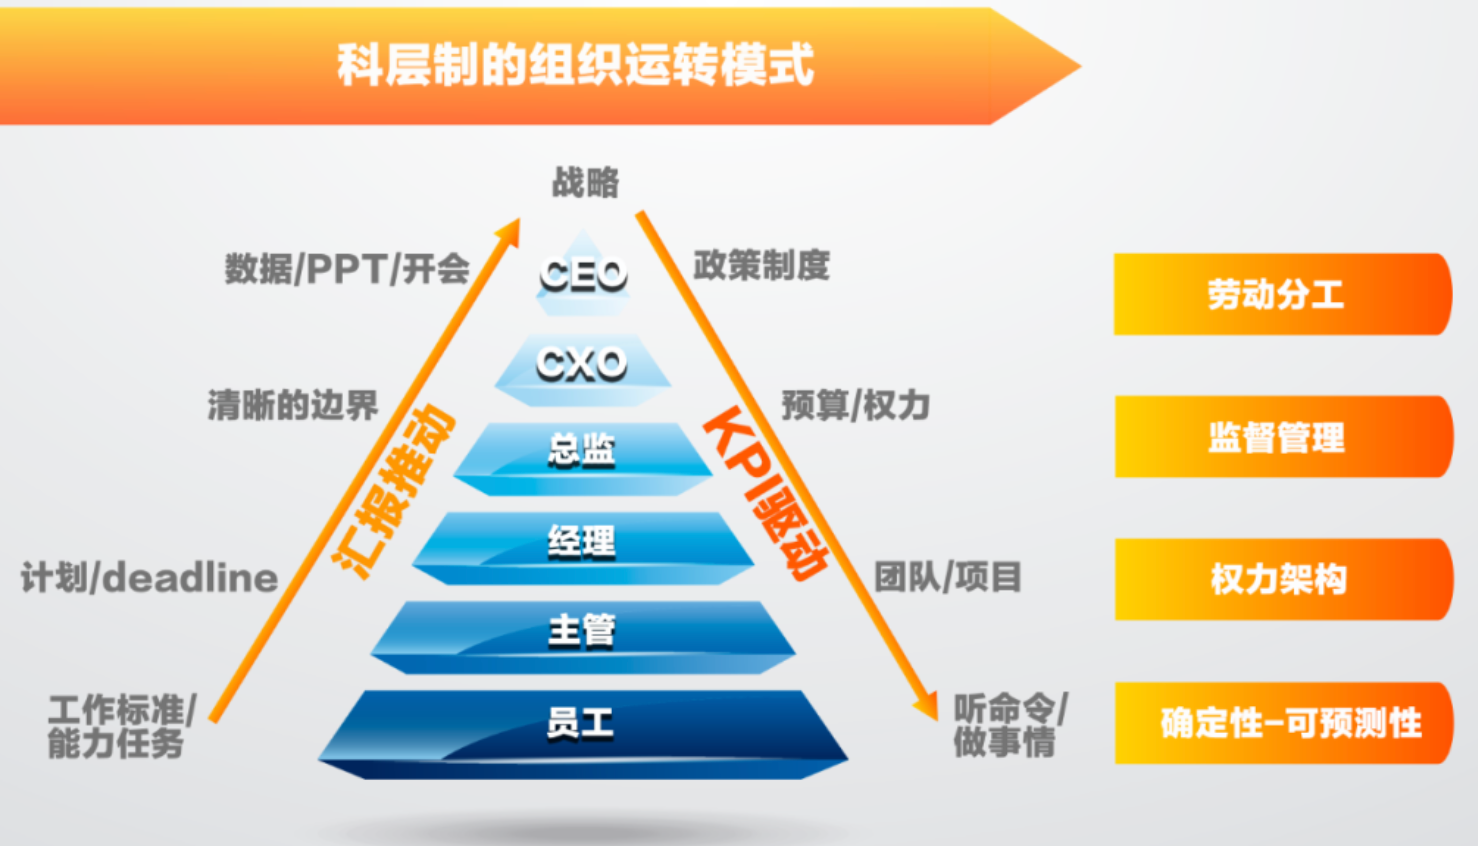 科层制的组织运转模式
战略
数据/PPT/开会
CEO
政策制度
清晰的边界
CXO
预算/权力
汇报推动
总监
KPI驱动
经理
计划/deadline
团队/项目
主管
工作标准/
能力任务
员工
听命令/
做事情
劳动分工
监督管理
权力架构
确定性-可预测性